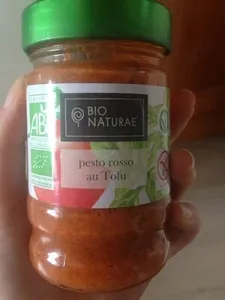 AB
BIO
NATURAE
pesto rosso
au Tofu